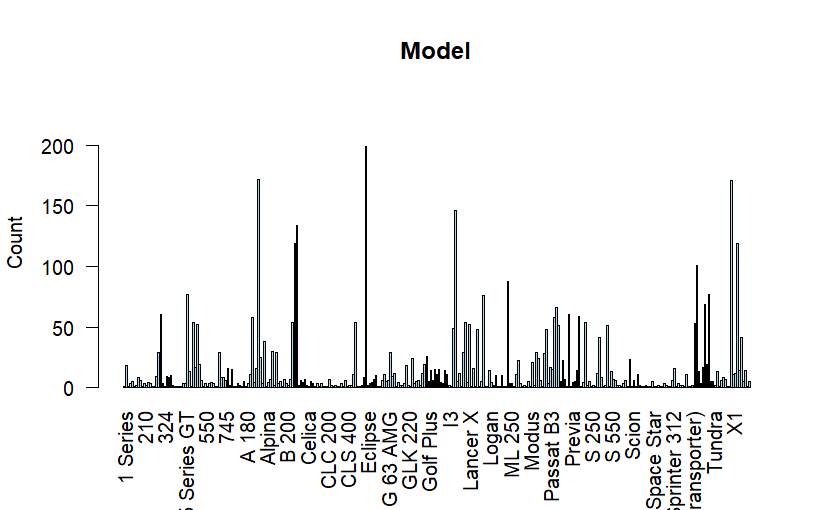 Model
Count
200
150
100
50
0
1 Series
210
324
Series GT
550
745
A 180
Alpina
B 200
Celica
CLC 200
CLS 400
Eclipse
G 63 AMG
GLK 220
Golf Plus
I3
Lancer X
Logan
ML 250
Modus
Passat B3
Previa
S 250
S 550
Scion
Space Star
Sprinter 312
ransporter)
Tundra
X1